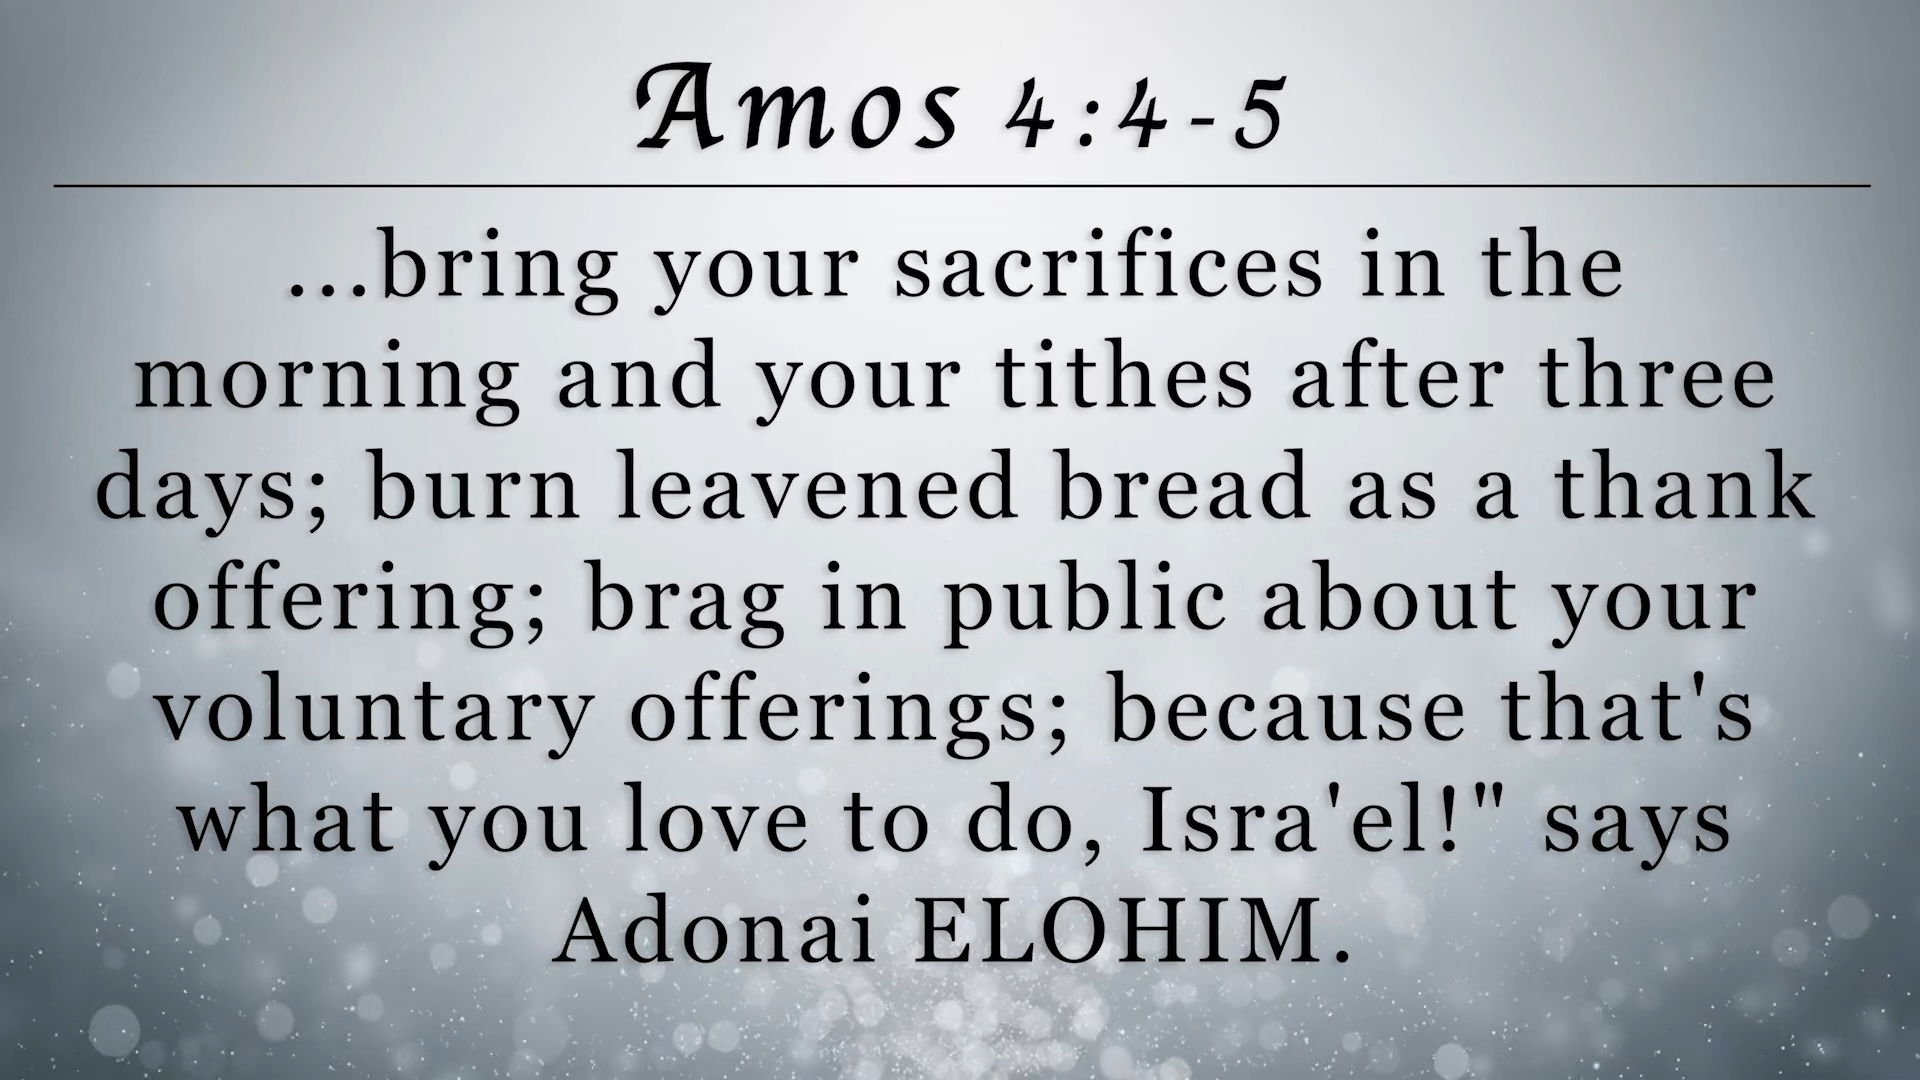 Amos 4:4-5
...bring your sacrifices in the
morning and your tithes after three
days; burn leavened bread as a thank
offering; brag in public about your
voluntary offerings; because that's
what you love to do, Isra'el!" says
Adonai ELOHIM.